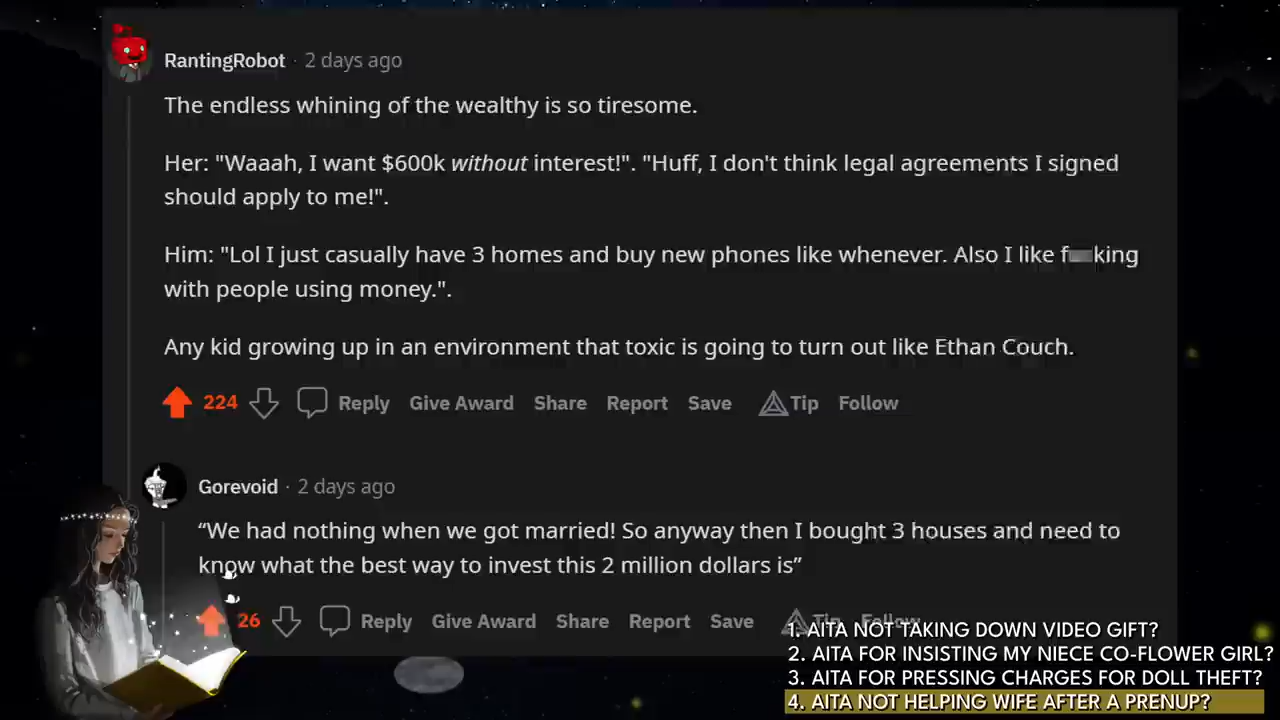 RantingRobot · 2 days ago
The endless whining of the wealthy is so tiresome.
Her: "Waaah, I want $600k without interest!". "Huff, I don't think legal agreements I signed
should apply to me!".
Him: "Lol I just casually have 3 homes and buy new phones like whenever. Also I like f king
with people using money.".
Any kid growing up in an environment that toxic is going to turn out like Ethan Couch.
224 Reply Give Award Share Report Save Tip Follow
Gorevoid · 2 days ago
“We had nothing when we got married! So anyway then I bought 3 houses and need to
know what the best way to invest this 2 million dollars is”
26 Reply Give Award Share Report Save Tip Follow
1. AITA NOT TAKING DOWN VIDEO GIFT?
2. AITA FOR INSISTING MY NIECE CO-FLOWER GIRL?
3. AITA FOR PRESSING CHARGES FOR DOLL THEFT?
4. AITA NOT HELPING WIFE AFTER A PRENUP?